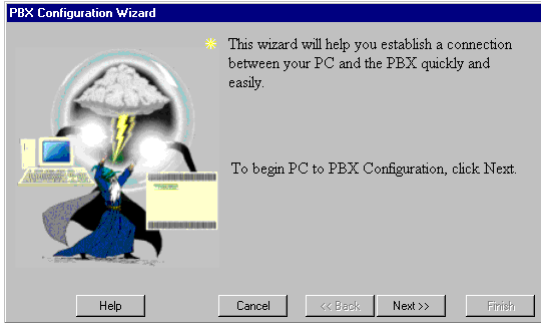 PBX Configuration Wizard
This wizard will help you establish a connection
between your PC and the PBX quickly and
easily.
To begin PC to PBX Configuration, click Next.
Help
Cancel
<< Back
Next >>
Finish